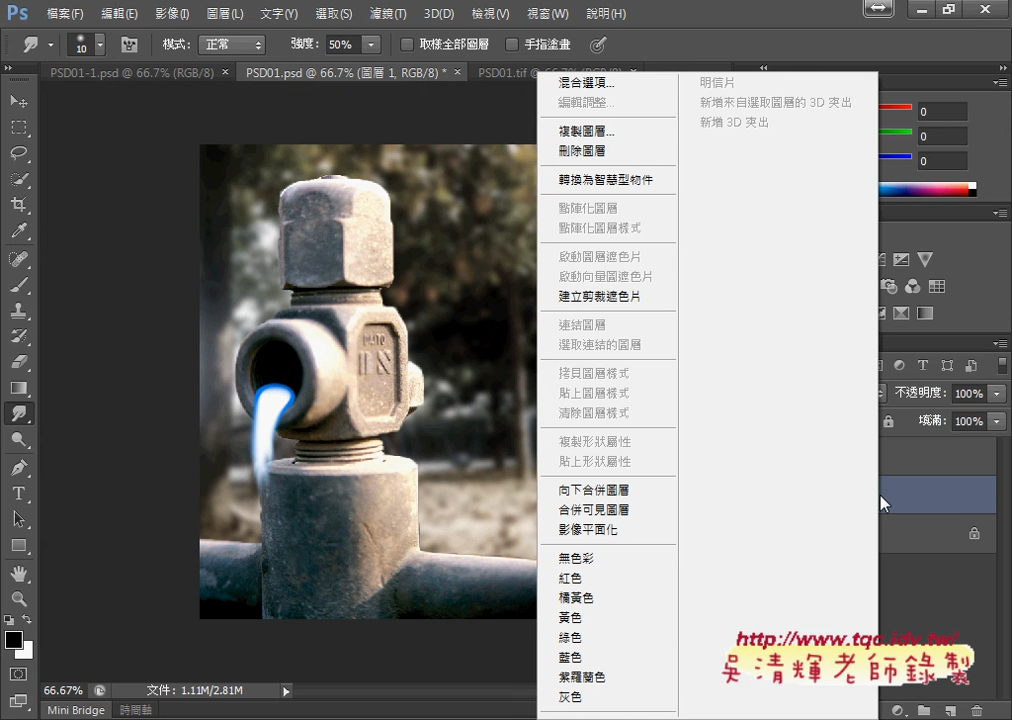 Ps 檔案(F) 編輯(E) 影像(I) 圖層(L) 文字(Y) 選取(S) 濾鏡(T) 3D(D) 檢視(V) 視窗(W) 說明(H)
10 模式: 正常 強度: 50% 取樣全部圖層 手指塗畫
PSD01-1.psd @ 66.7% (RGB/8) × PSD01.psd @ 66.7% (圖層 1, RGB/8) * × PSD01.tif @ 66.7% (RGB/8)
混合選項...
編輯調整...
複製圖層...
刪除圖層
轉換為智慧型物件
點陣化圖層
點陣化圖層樣式
啟動圖層遮色片
啟動向量圖遮色片
建立剪裁遮色片
連結圖層
選取連結的圖層
拷貝圖層樣式
貼上圖層樣式
清除圖層樣式
複製形狀屬性
貼上形狀屬性
向下合併圖層
合併可見圖層
影像平面化
無色彩
紅色
橘黃色
黃色
綠色
藍色
紫羅蘭色
灰色
明信片
新增來自選取圖層的 3D 突出
新增 3D 突出
0
0
0
不透明度: 100%
填滿: 100%
http://www.tqc.idv.tw/
吳清輝老師錄製
66.67% 文件: 1.11M/2.81M
Mini Bridge 時間軸